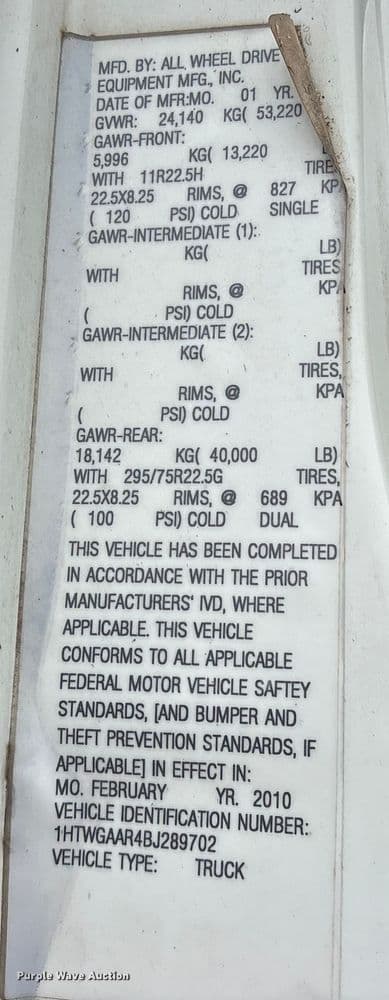 MFD. BY: ALL WHEEL DRIVE
EQUIPMENT MFG., INC.
DATE OF MFR:MO. 01 YR.
GVWR: 24,140 KG( 53,220
GAWR-FRONT:
5,996 KG( 13,220
WITH 11R22.5H TIRE
22.5X8.25 RIMS, @ 827 KP
( 120 PSI) COLD SINGLE
GAWR-INTERMEDIATE (1):
KG( LB)
WITH TIRES
RIMS, @ KPA
( PSI) COLD
GAWR-INTERMEDIATE (2):
KG( LB)
WITH TIRES,
RIMS, @ KPA
( PSI) COLD
GAWR-REAR:
18,142 KG( 40,000 LB)
WITH 295/75R22.5G TIRES,
22.5X8.25 RIMS, @ 689 KPA
( 100 PSI) COLD DUAL
THIS VEHICLE HAS BEEN COMPLETED
IN ACCORDANCE WITH THE PRIOR
MANUFACTURERS' IVD, WHERE
APPLICABLE. THIS VEHICLE
CONFORMS TO ALL APPLICABLE
FEDERAL MOTOR VEHICLE SAFTEY
STANDARDS, [AND BUMPER AND
THEFT PREVENTION STANDARDS, IF
APPLICABLE] IN EFFECT IN:
MO. FEBRUARY YR. 2010
VEHICLE IDENTIFICATION NUMBER:
1HTWGAAR4BJ289702
VEHICLE TYPE: TRUCK
Purple Wave Auction